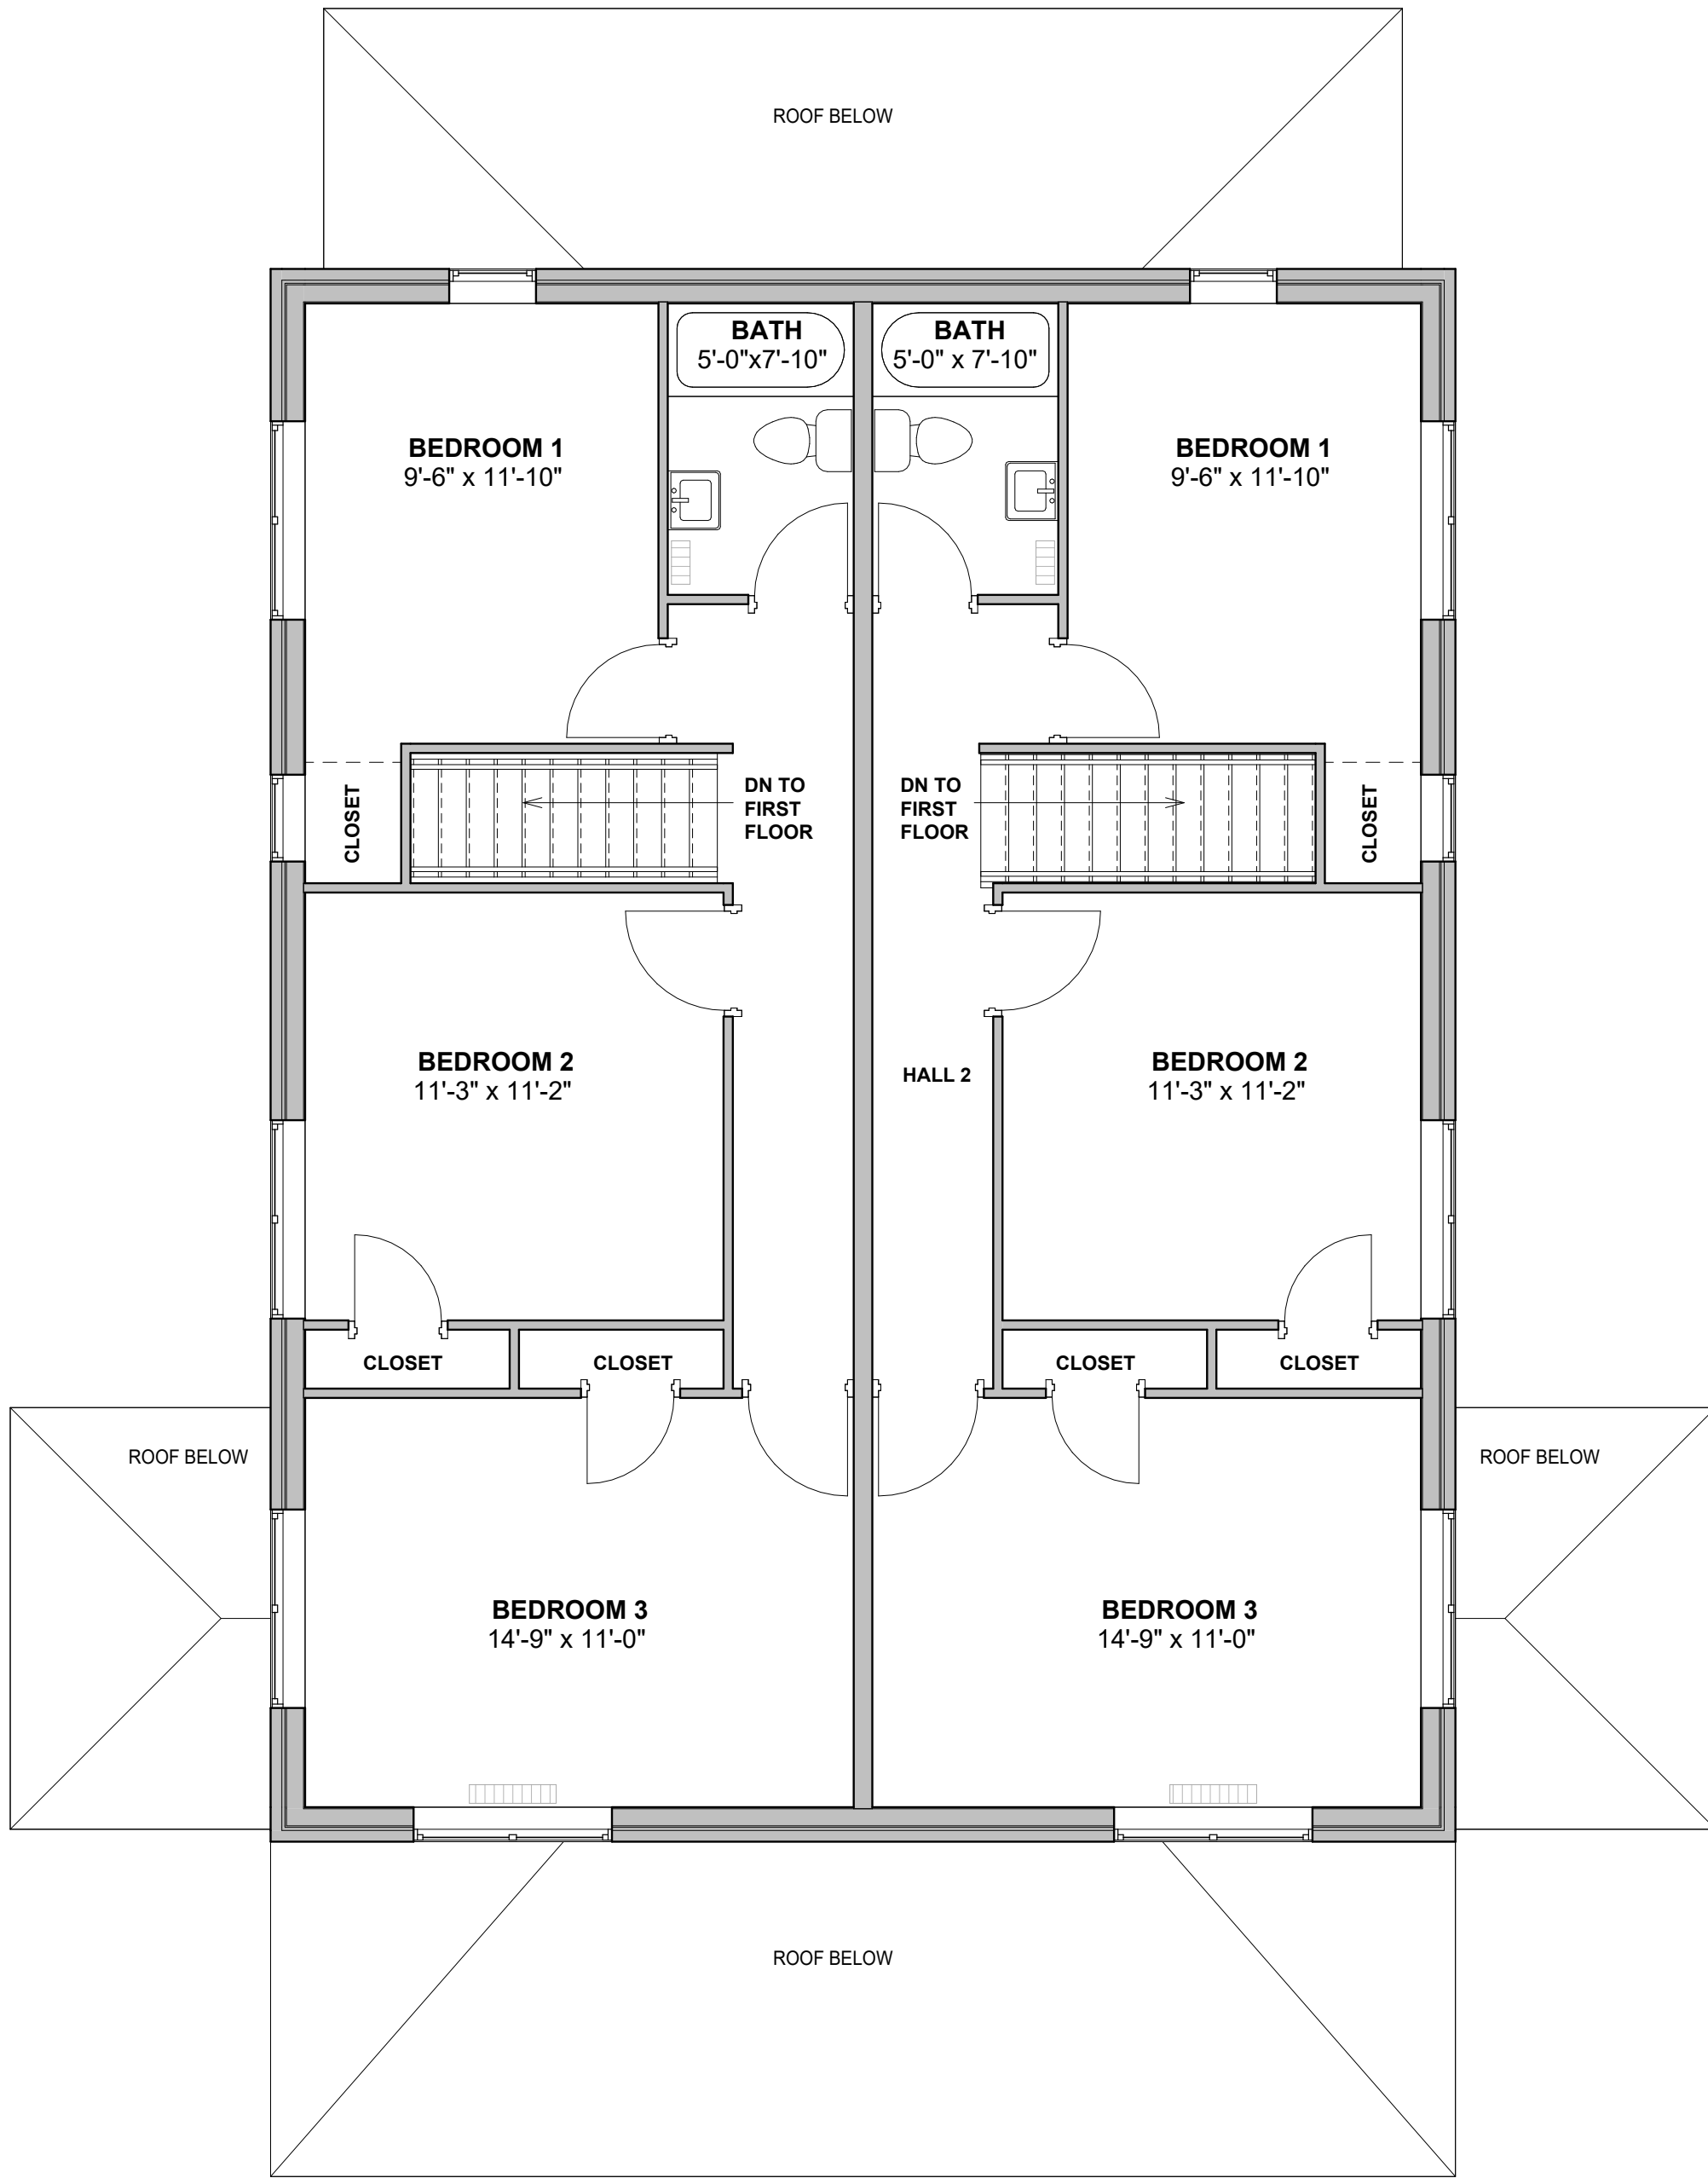 ROOF BELOW
BATH
5'-0"x7'-10"
BATH
5'-0" x 7'-10"
BEDROOM 1
9'-6" x 11'-10"
BEDROOM 1
9'-6" x 11'-10"
CLOSET
DN TO
FIRST
FLOOR
DN TO
FIRST
FLOOR
CLOSET
BEDROOM 2
11'-3" x 11'-2"
HALL 2
BEDROOM 2
11'-3" x 11'-2"
CLOSET
CLOSET
CLOSET
CLOSET
ROOF BELOW
ROOF BELOW
BEDROOM 3
14'-9" x 11'-0"
BEDROOM 3
14'-9" x 11'-0"
ROOF BELOW